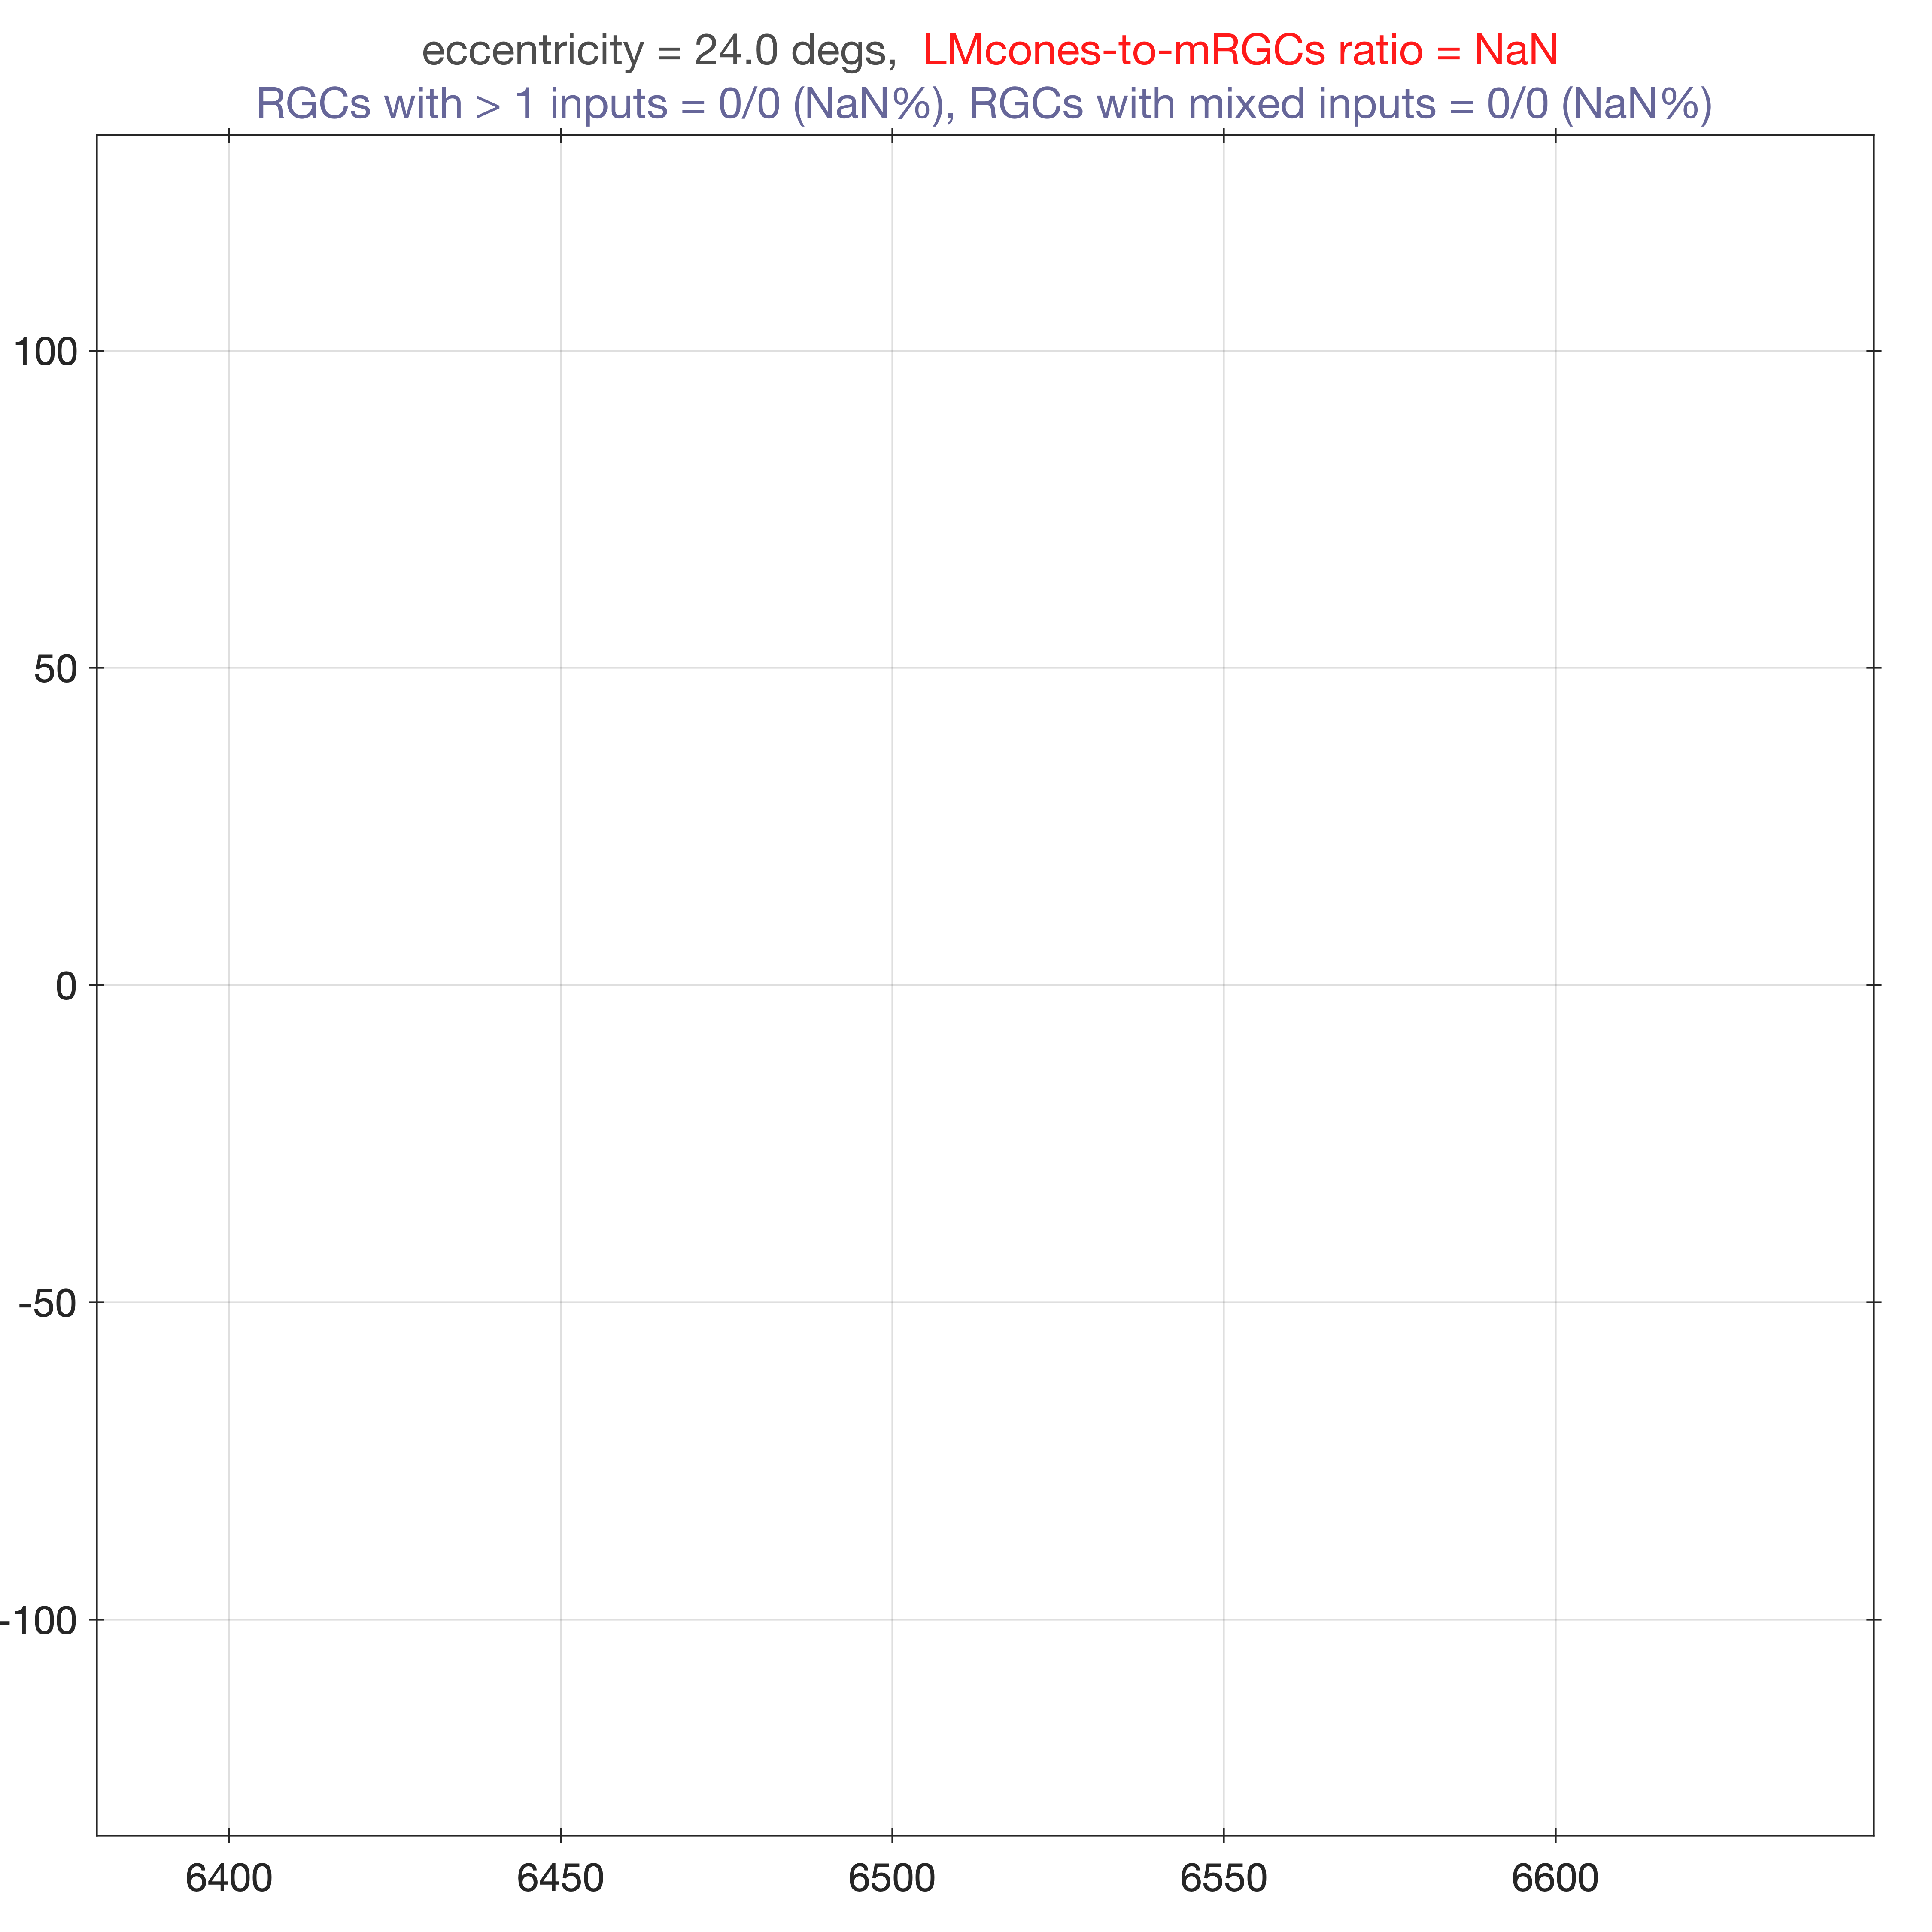 eccentricity = 24.0 degs, LMcones-to-mRGCs ratio = NaN
RGCs with > 1 inputs = 0/0 (NaN%), RGCs with mixed inputs = 0/0 (NaN%)
100
50
0
-50
-100
6400 6450 6500 6550 6600